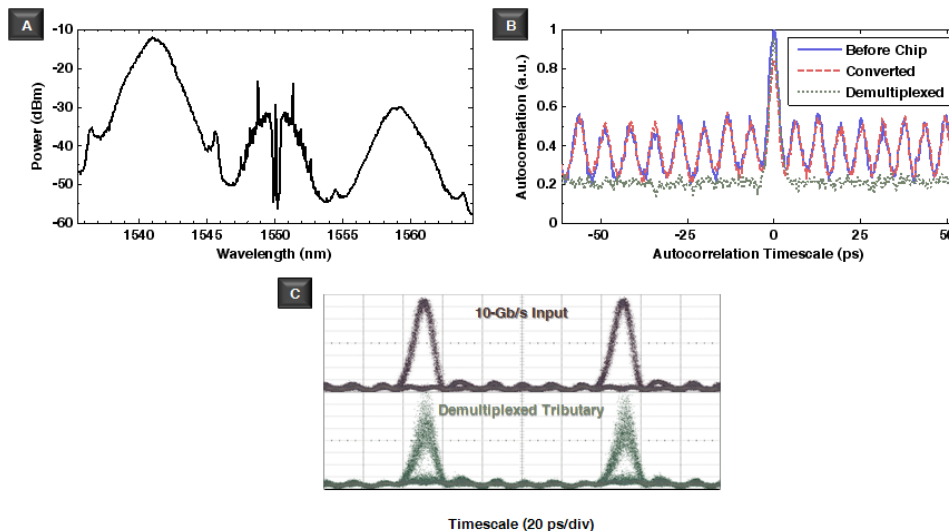 A
B
-10
-20
-30
-40
-50
-60
Power (dBm)
1540
1545
1550
1555
1560
Wavelength (nm)
1
0.8
0.6
0.4
0.2
0
Autocorrelation (a.u.)
Before Chip
Converted
Demultiplexed
-50
-25
0
25
50
Autocorrelation Timescale (ps)
C
10-Gb/s Input
Demultiplexed Tributary
Timescale (20 ps/div)